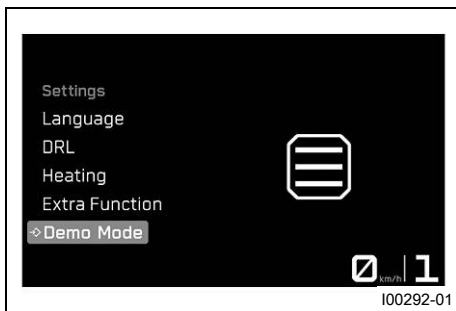 Settings
Language
DRL
Heating
Extra Function
Demo Mode
0 km/h 1
I00292-01